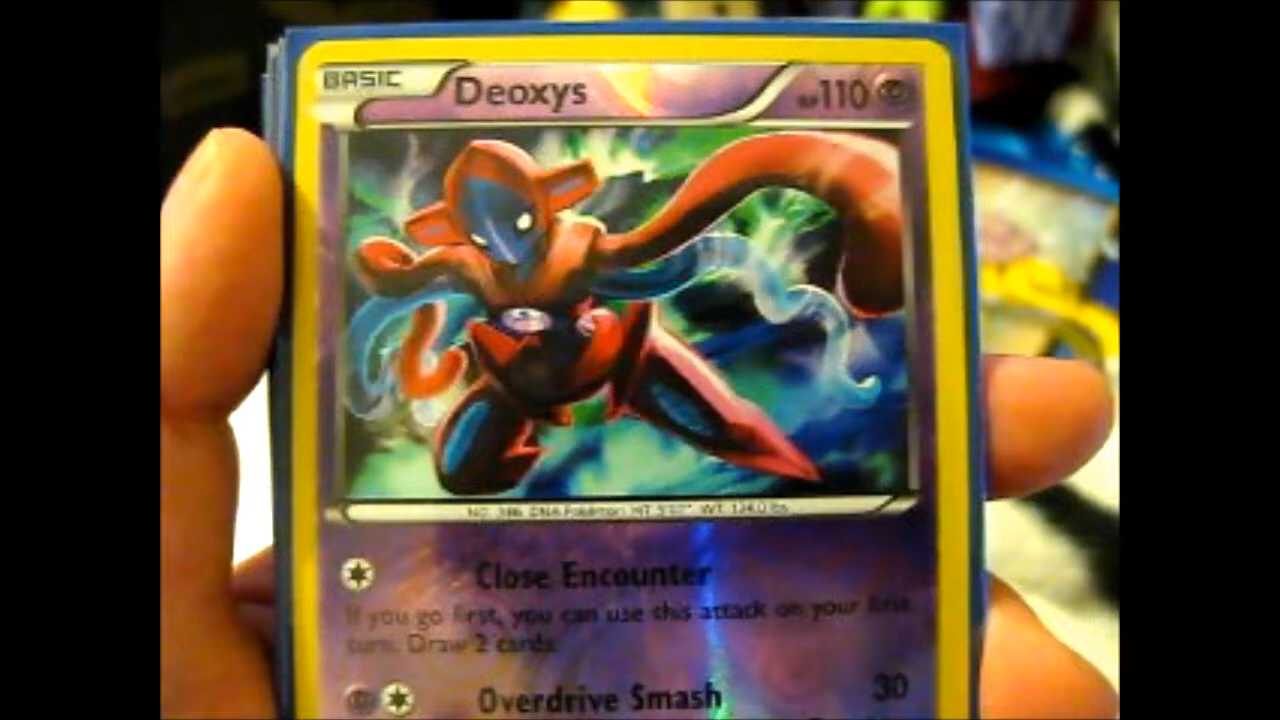 BASIC Deoxys HP110
NO. 386 DNA Pokémon HT 5'07" WT 134.0 lbs
Close Encounter
If you go first, you can use this attack on your first
turn. Draw 2 cards.
Overdrive Smash 30